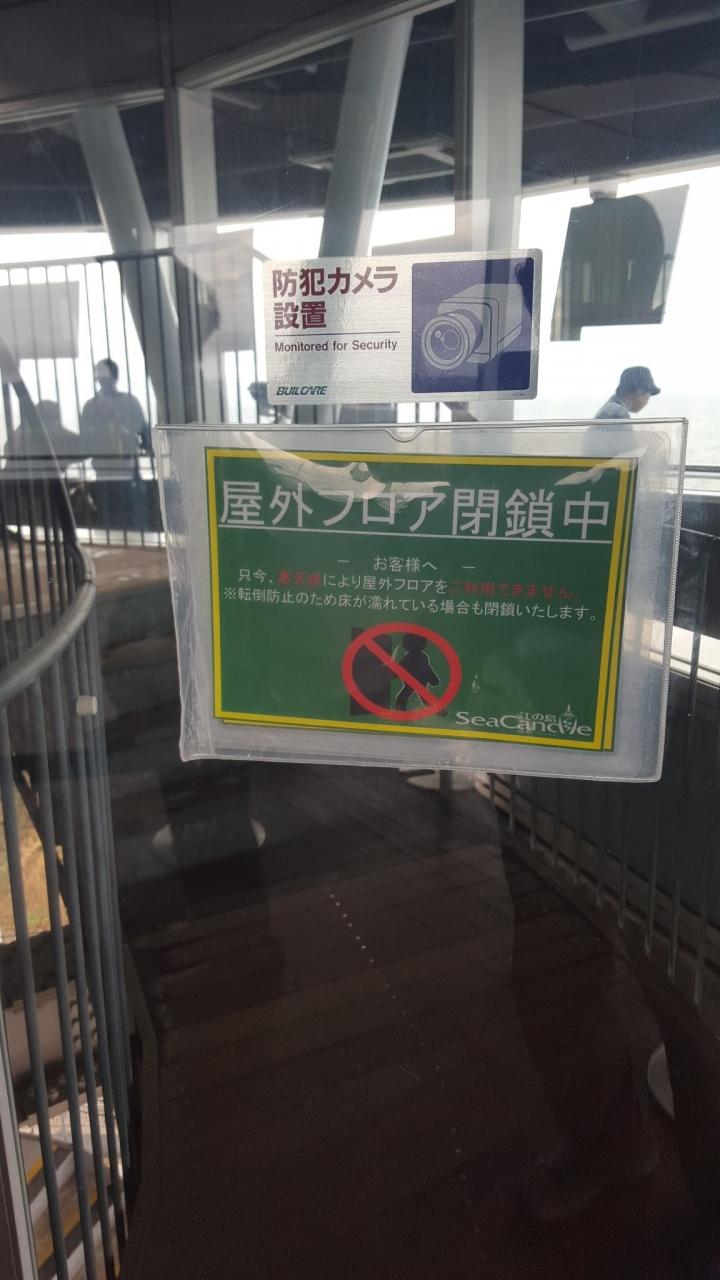 防犯カメラ
設置
Monitored for Security
BUILCARE
屋外フロア閉鎖中
－ お客様へ －
只今、悪天候により屋外フロアをご利用できません。
※転倒防止のため床が濡れている場合も閉鎖いたします。
江の島
SeaCandle